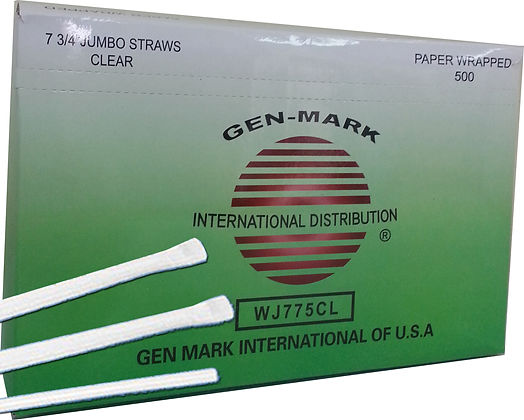 7 3/4 JUMBO STRAWS
CLEAR
PAPER WRAPPED
500
GEN-MARK
INTERNATIONAL DISTRIBUTION
®
WJ775CL
GEN MARK INTERNATIONAL OF U.S.A